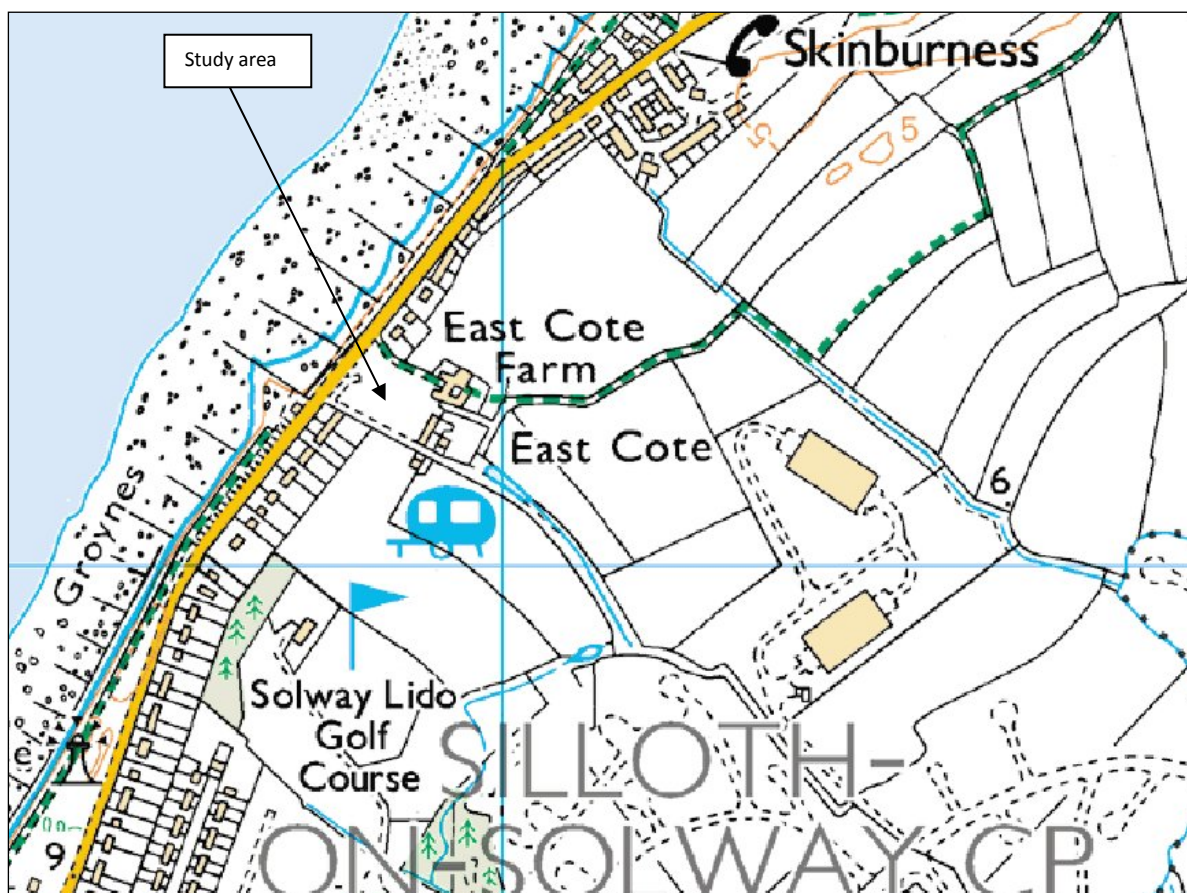 Study area
Skinburness
5
5
East Cote
Farm
East Cote
6
Groynes
Solway Lido
Golf
Course
SILLOTH-
ON-SOLWAY CP
e
9